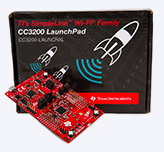 TI's SimpleLink™ Wi-Fi® Family
CC3200 LaunchPad
CC3200-LAUNCHXL
TEXAS INSTRUMENTS